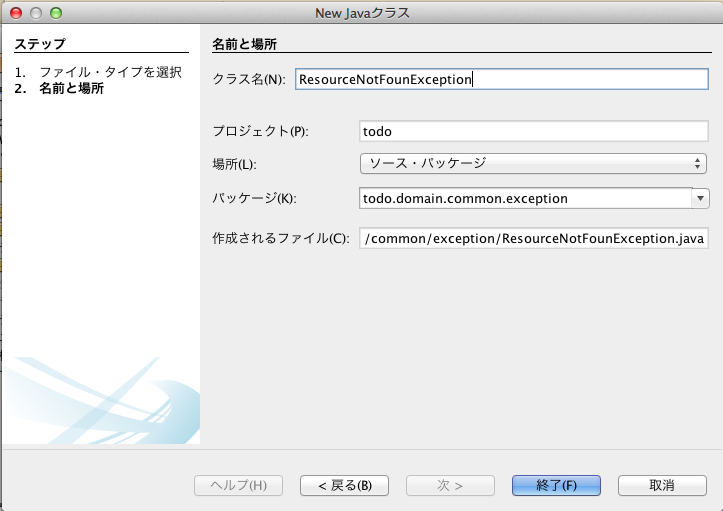 New Javaクラス
ステップ
1. ファイル・タイプを選択
2. 名前と場所
名前と場所
クラス名(N): ResourceNotFounException
プロジェクト(P): todo
場所(L): ソース・パッケージ
パッケージ(K): todo.domain.common.exception
作成されるファイル(C): /common/exception/ResourceNotFounException.java
ヘルプ(H) < 戻る(B) 次 > 終了(F) 取消